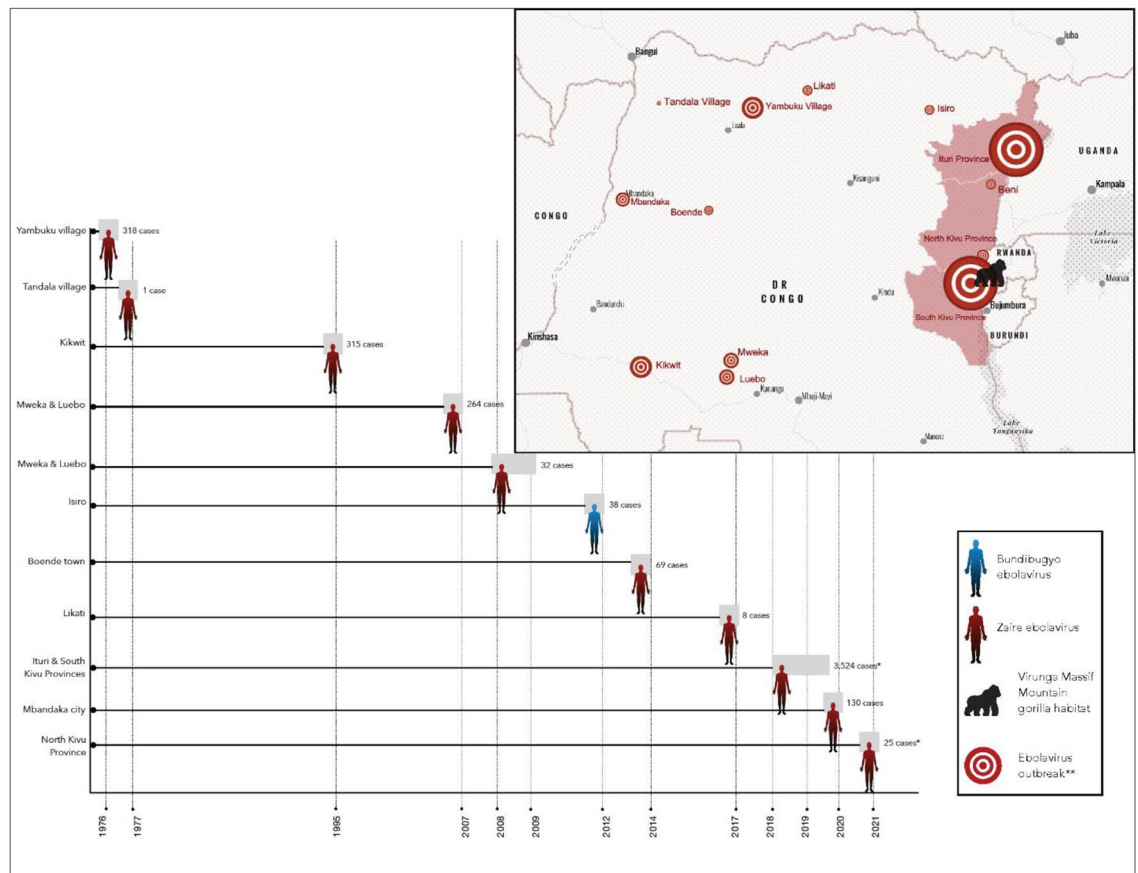 Juba
Bangui
Likati
Tandala Village
Yambuku Village
Isiro
Lisala
Ituri Province
UGANDA
Kisangani
Beni
Kampala
Mbandaka
Mbandaka
Boende
CONGO
North Kivu Province
Lake
Victoria
RWANDA
DR
CONGO
Kindu
Mwanza
Bandundu
Bujumbura
South Kivu Province
BURUNDI
Kinshasa
Mweka
Kikwit
Luebo
Kananga
Mbuji-Mayi
Lake
Tanganyika
Manono
Yambuku village
318 cases
Tandala village
1 case
Kikwit
315 cases
Mweka & Luebo
264 cases
Mweka & Luebo
32 cases
Isiro
38 cases
Boende town
69 cases
Likati
8 cases
Ituri & South
Kivu Provinces
3,524 cases*
Mbandaka city
130 cases
North Kivu
Province
25 cases*
1976
1977
1995
2007
2008
2009
2012
2014
2017
2018
2019
2020
2021
Bundibugyo
ebolavirus
Zaire ebolavirus
Virunga Massif
Mountain
gorilla habitat
Ebolavirus
outbreak**